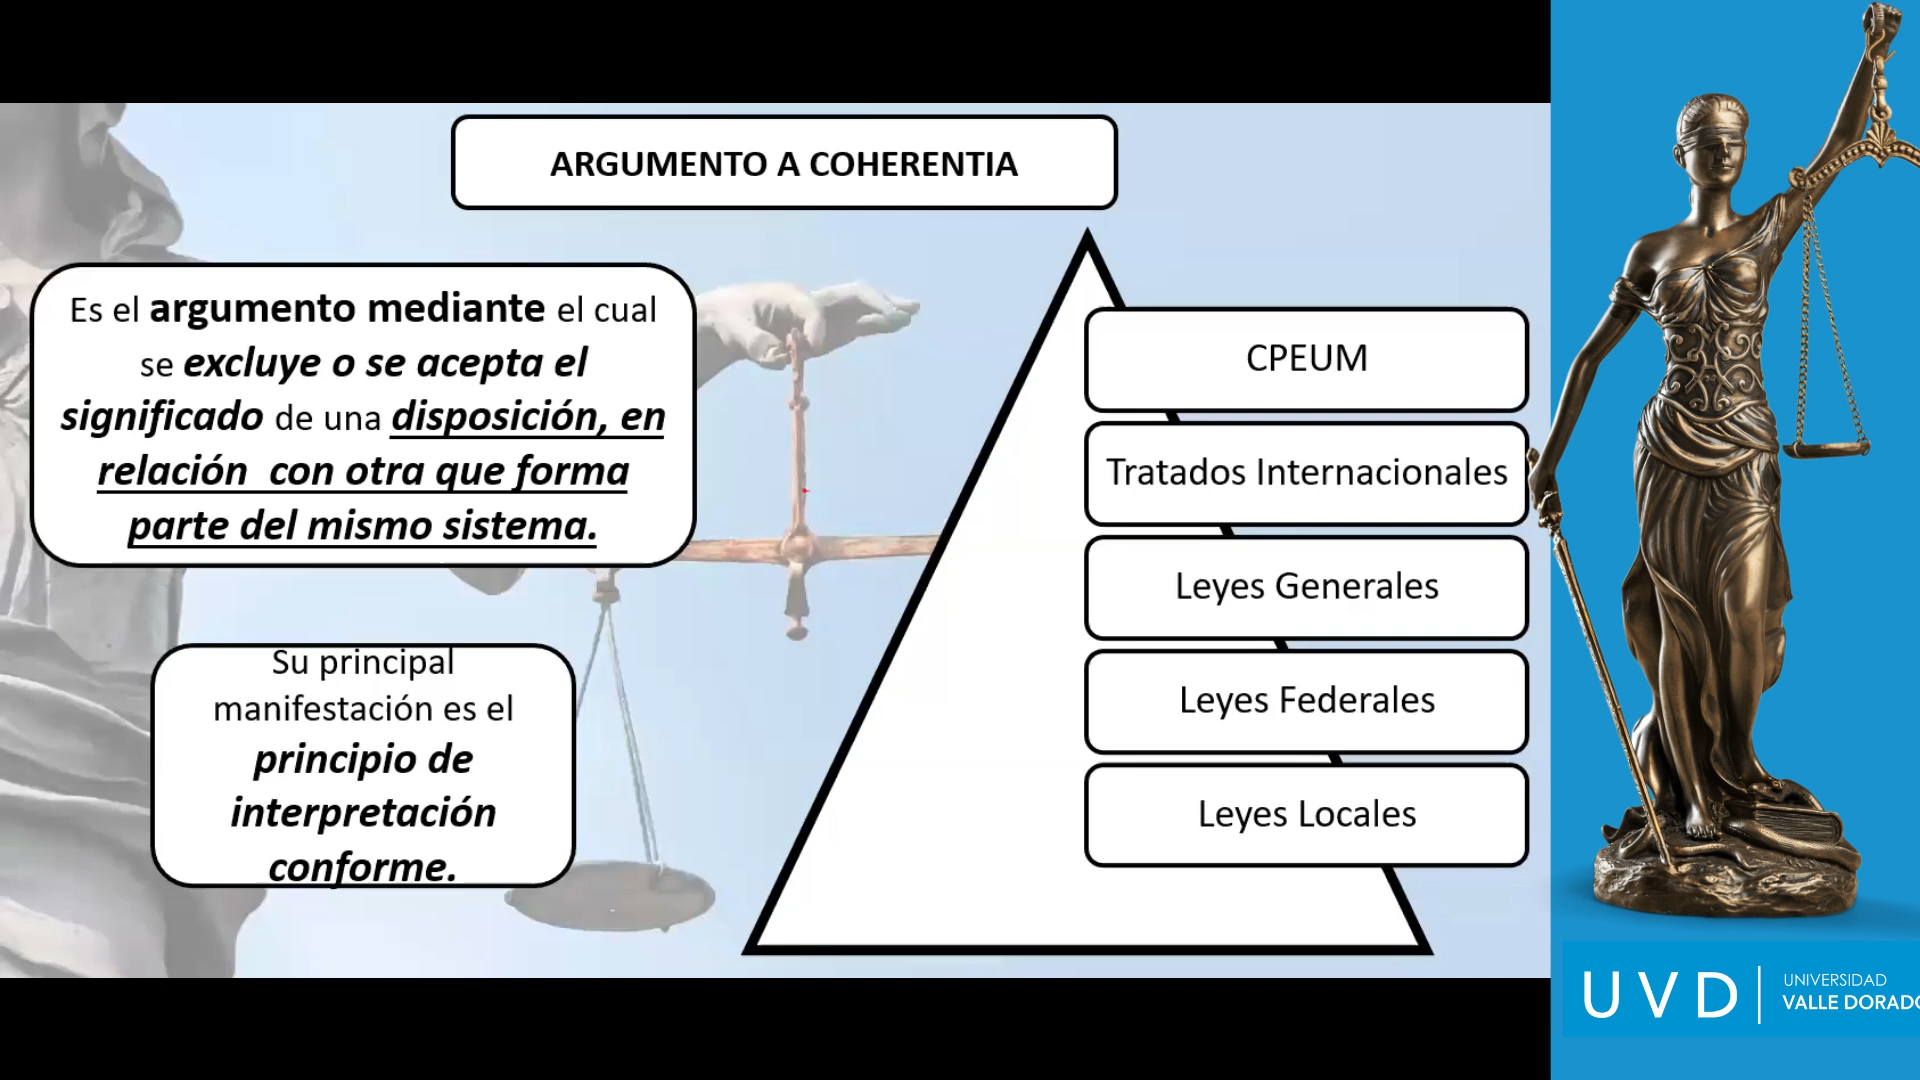 ARGUMENTO A COHERENTIA
Es el argumento mediante el cual
se excluye o se acepta el
significado de una disposición, en
relación con otra que forma
parte del mismo sistema.
Su principal
manifestación es el
principio de
interpretación
conforme.
CPEUM
Tratados Internacionales
Leyes Generales
Leyes Federales
Leyes Locales
UVD
UNIVERSIDAD
VALLE DORADO